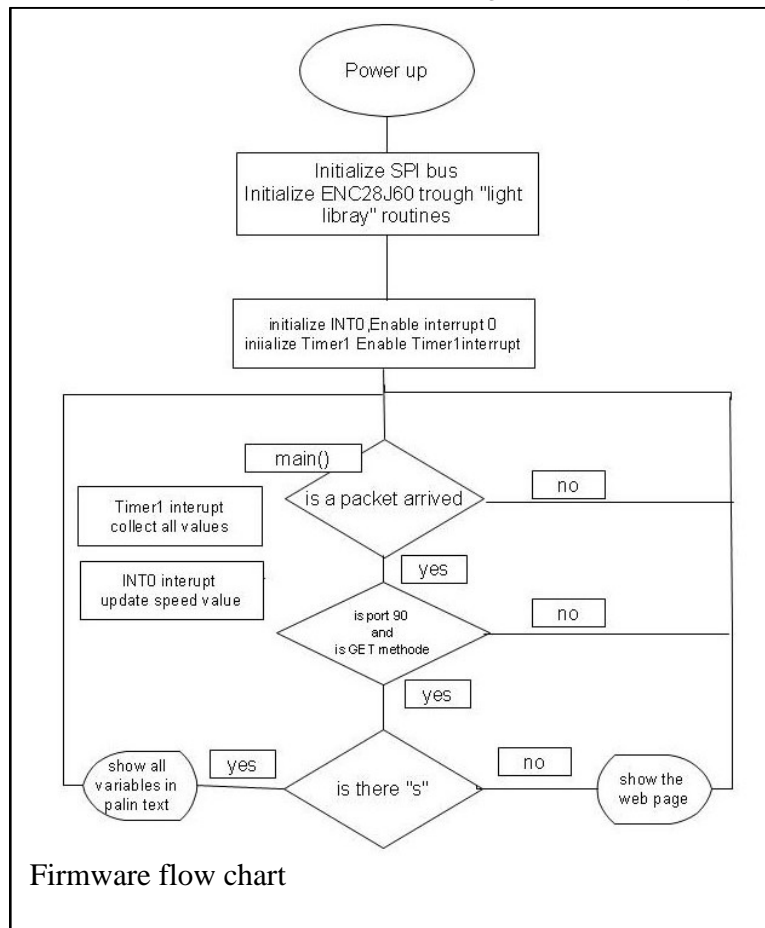 Power up
Initialize SPI bus
Initialize ENC28J60 trough "light
libray" routines
initialize INT0,Enable interrupt 0
iniialize Timer1 Enable Timer1interrupt
main()
is a packet arrived
no
Timer1 interupt
collect all values
yes
INT0 interupt
update speed value
is port 90
and
is GET methode
no
yes
show all
variables in
palin text
yes
is there "s"
no
show the
web page
Firmware flow chart